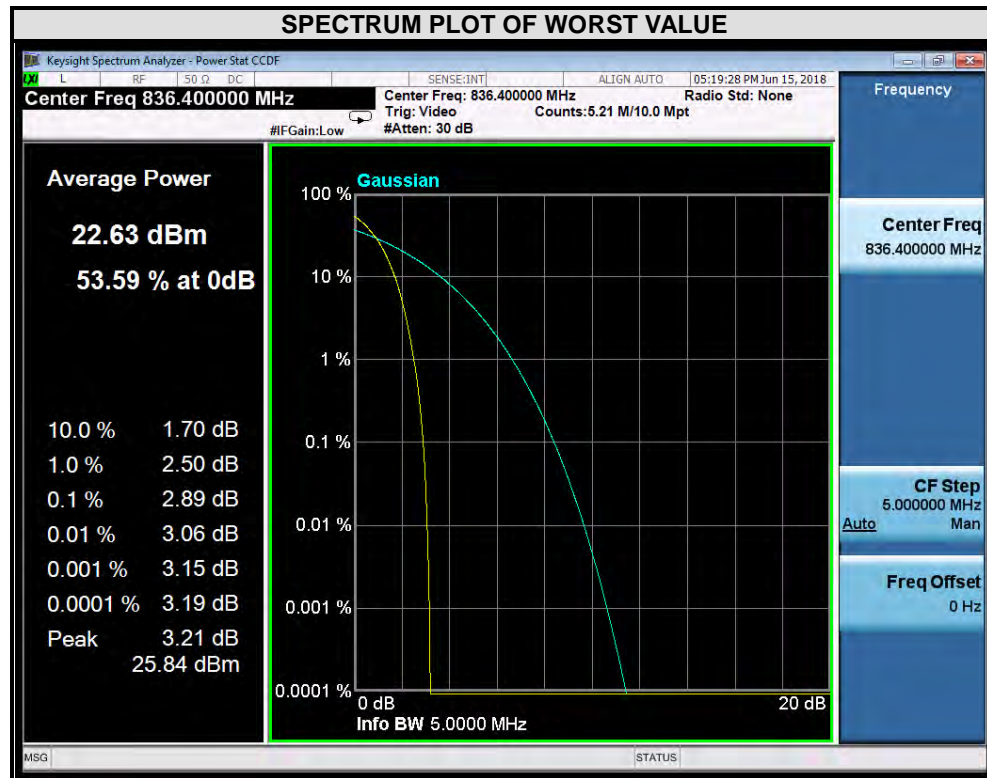 SPECTRUM PLOT OF WORST VALUE
Keysight Spectrum Analyzer - Power Stat CCDF
LXI L RF 50 Ω DC SENSE:INT ALIGN AUTO 05:19:28 PM Jun 15, 2018
Center Freq 836.400000 MHz
Center Freq: 836.400000 MHz Radio Std: None
Trig: Video Counts:5.21 M/10.0 Mpt
#IFGain:Low #Atten: 30 dB
Average Power
22.63 dBm
53.59 % at 0dB
10.0 % 1.70 dB
1.0 % 2.50 dB
0.1 % 2.89 dB
0.01 % 3.06 dB
0.001 % 3.15 dB
0.0001 % 3.19 dB
Peak 3.21 dB
25.84 dBm
Gaussian
100 %
10 %
1 %
0.1 %
0.01 %
0.001 %
0.0001 %
0 dB 20 dB
Info BW 5.0000 MHz
Frequency
Center Freq
836.400000 MHz
CF Step
5.000000 MHz
Auto Man
Freq Offset
0 Hz
MSG STATUS